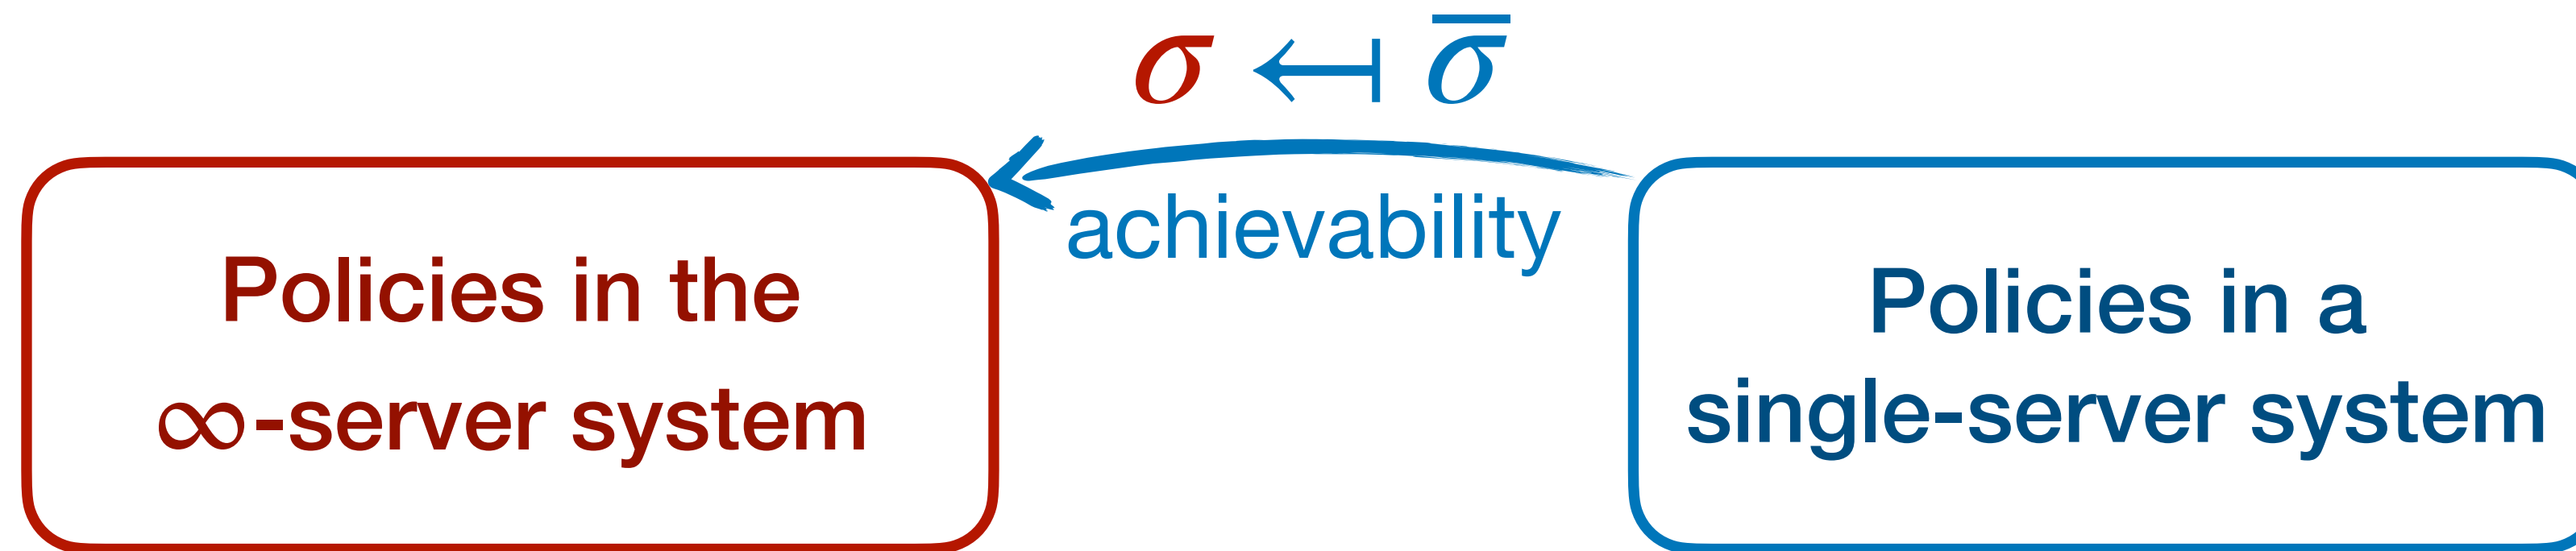 σ ↤ σ̅
achievability
Policies in the
∞-server system
Policies in a
single-server system